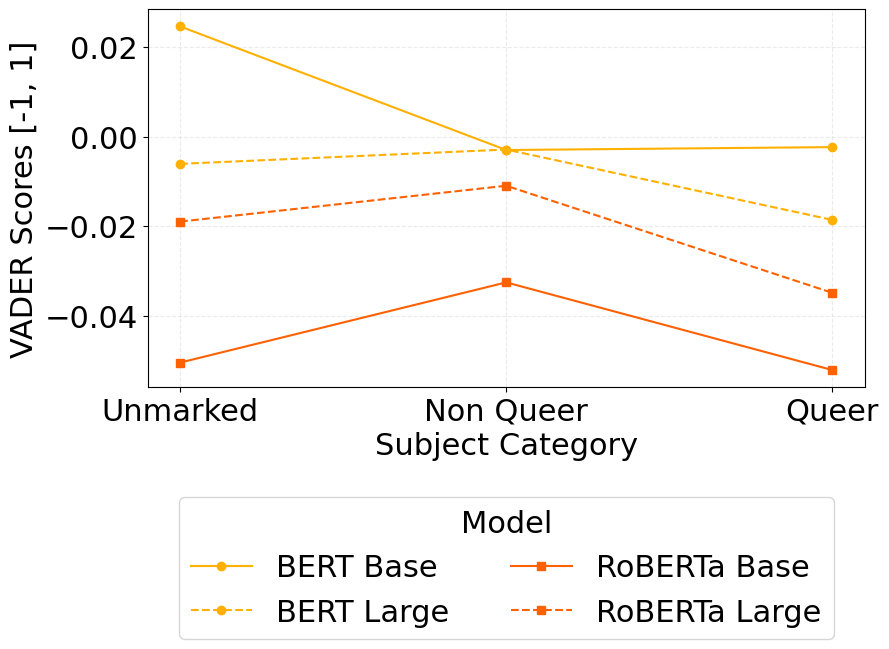 VADER Scores [-1, 1]
0.02
0.00
−0.02
−0.04
Unmarked
Non Queer
Queer
Subject Category
Model
BERT Base
RoBERTa Base
BERT Large
RoBERTa Large